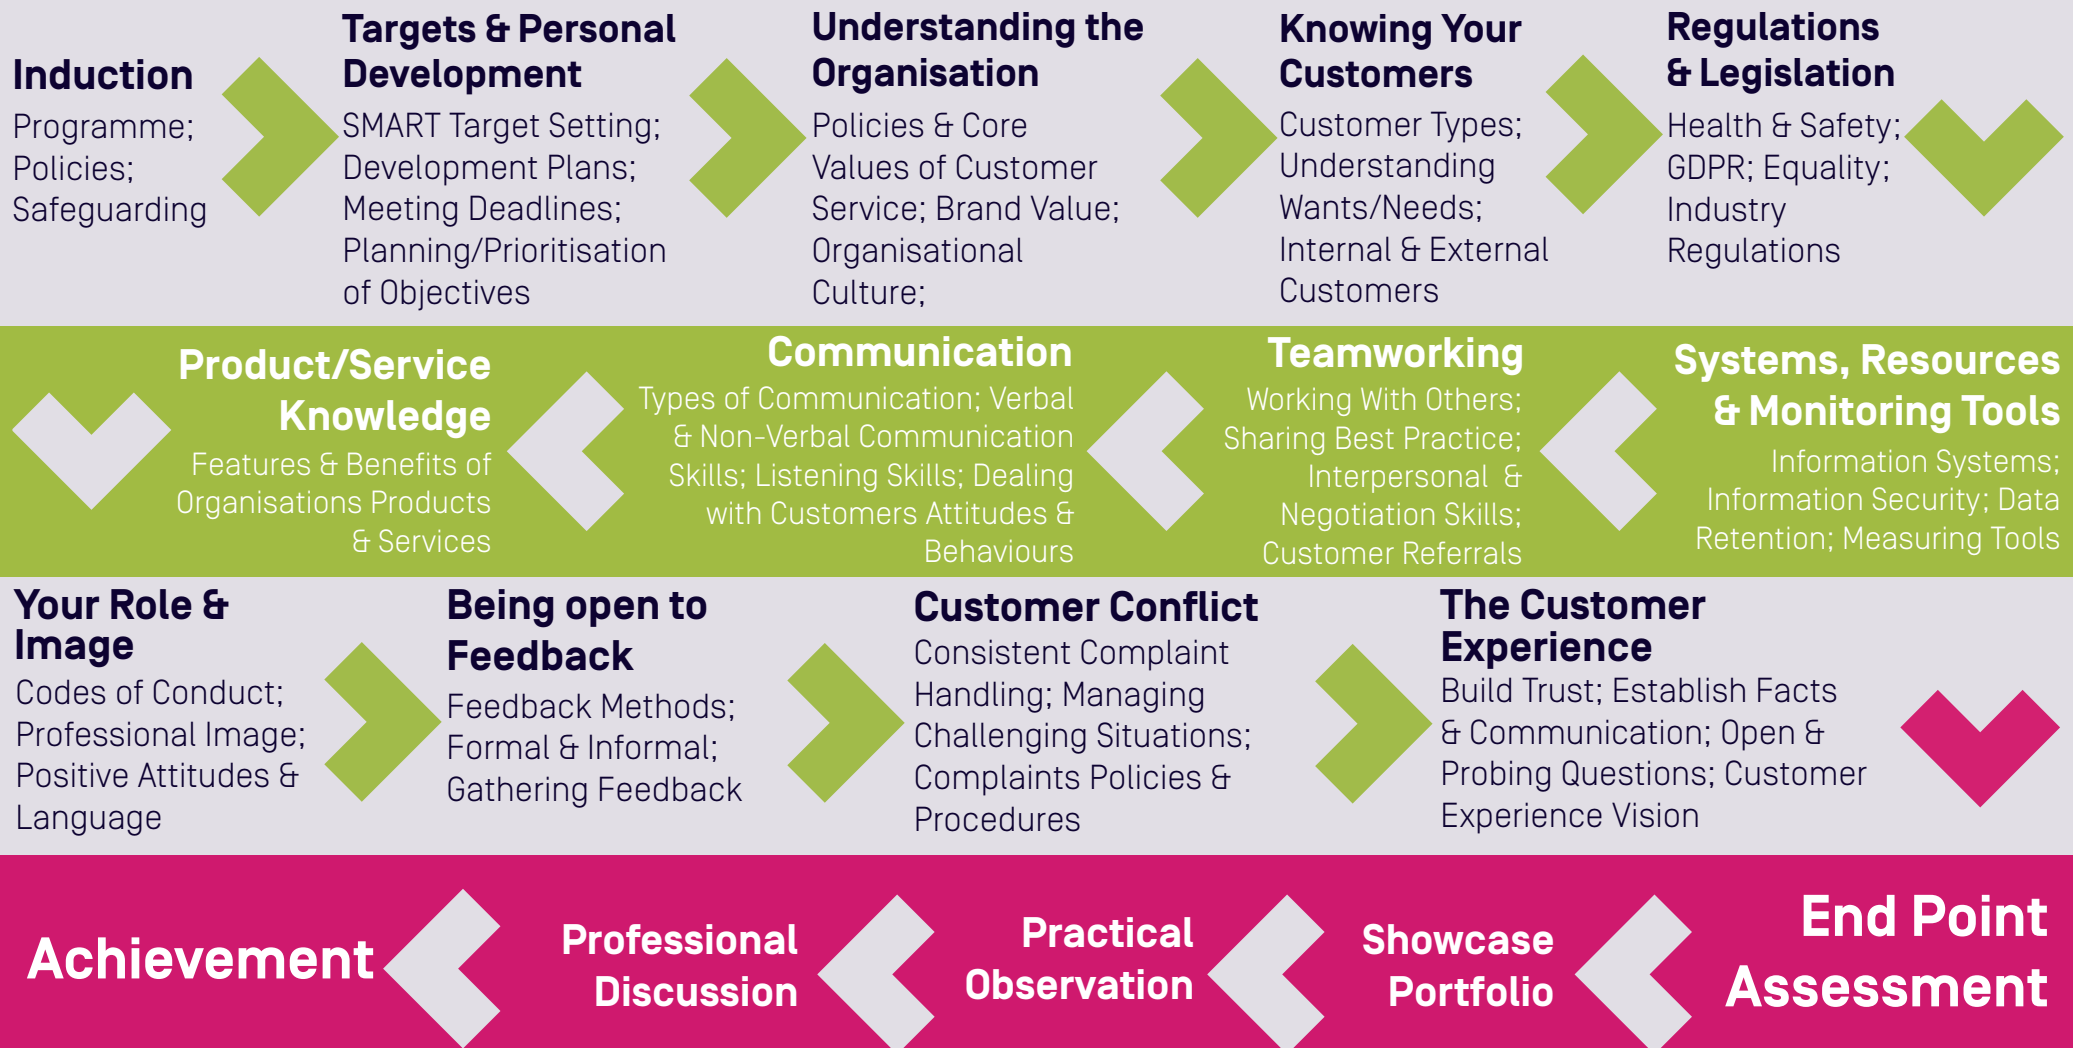 Induction
Programme;
Policies;
Safeguarding
Targets & Personal
Development
SMART Target Setting;
Development Plans;
Meeting Deadlines;
Planning/Prioritisation
of Objectives
Understanding the
Organisation
Policies & Core
Values of Customer
Service; Brand Value;
Organisational
Culture;
Knowing Your
Customers
Customer Types;
Understanding
Wants/Needs;
Internal & External
Customers
Regulations
& Legislation
Health & Safety;
GDPR; Equality;
Industry
Regulations
Systems, Resources
& Monitoring Tools
Information Systems;
Information Security; Data
Retention; Measuring Tools
Teamworking
Working With Others;
Sharing Best Practice;
Interpersonal &
Negotiation Skills;
Customer Referrals
Communication
Types of Communication; Verbal
& Non-Verbal Communication
Skills; Listening Skills; Dealing
with Customers Attitudes &
Behaviours
Product/Service
Knowledge
Features & Benefits of
Organisations Products
& Services
Your Role &
Image
Codes of Conduct;
Professional Image;
Positive Attitudes &
Language
Being open to
Feedback
Feedback Methods;
Formal & Informal;
Gathering Feedback
Customer Conflict
Consistent Complaint
Handling; Managing
Challenging Situations;
Complaints Policies &
Procedures
The Customer
Experience
Build Trust; Establish Facts
& Communication; Open &
Probing Questions; Customer
Experience Vision
End Point
Assessment
Showcase
Portfolio
Practical
Observation
Professional
Discussion
Achievement